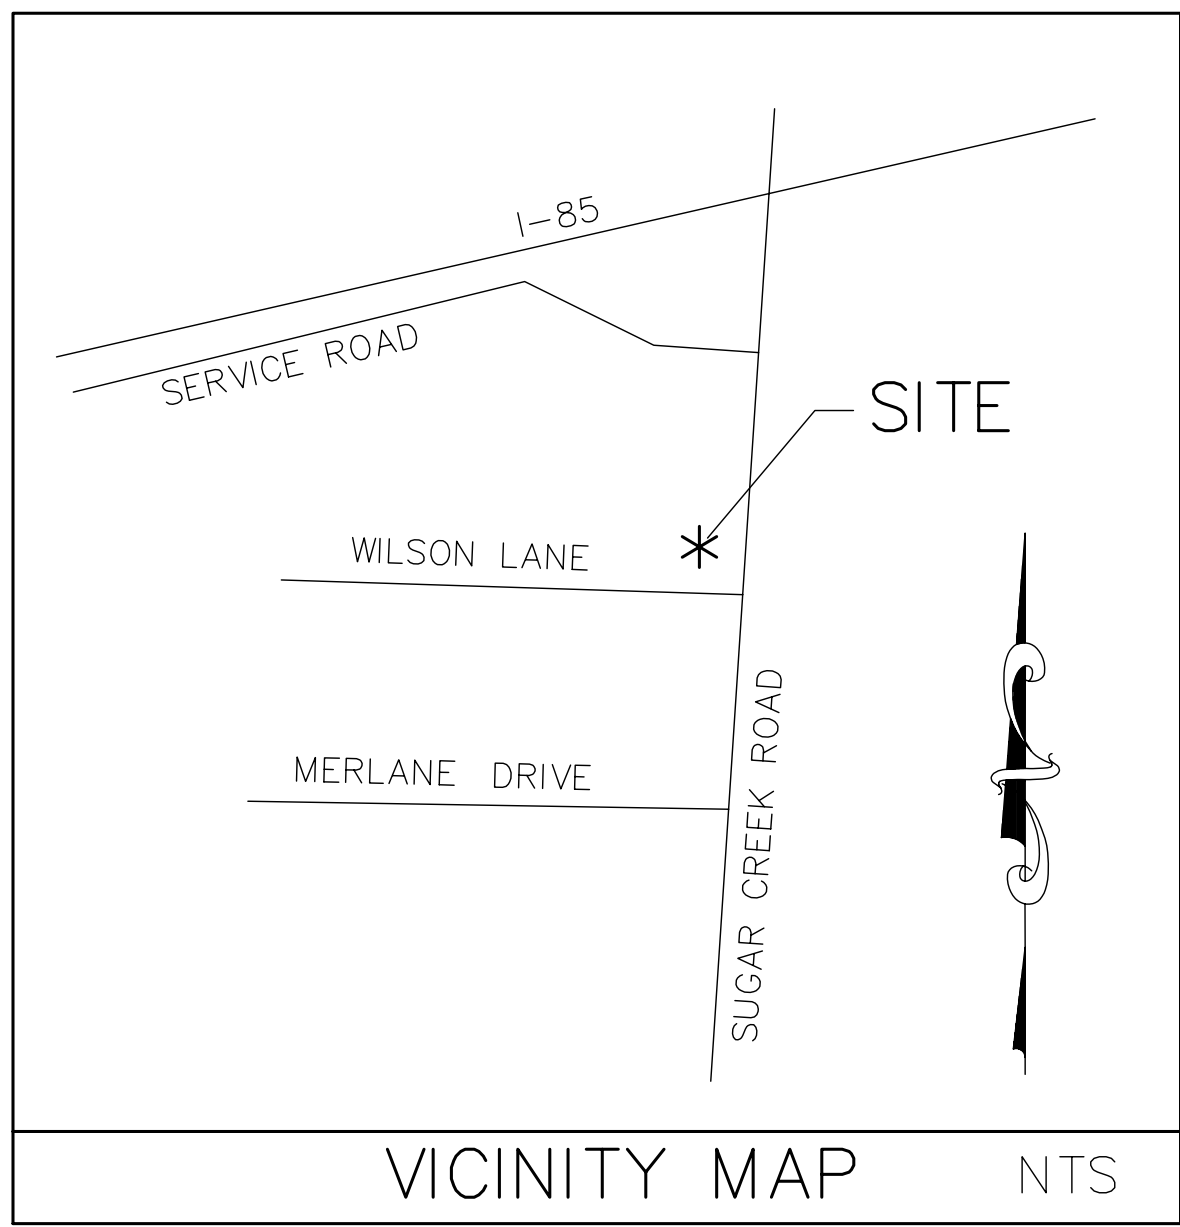 I-85
SERVICE ROAD
SITE
WILSON LANE
MERLANE DRIVE
SUGAR CREEK ROAD
VICINITY MAP
NTS